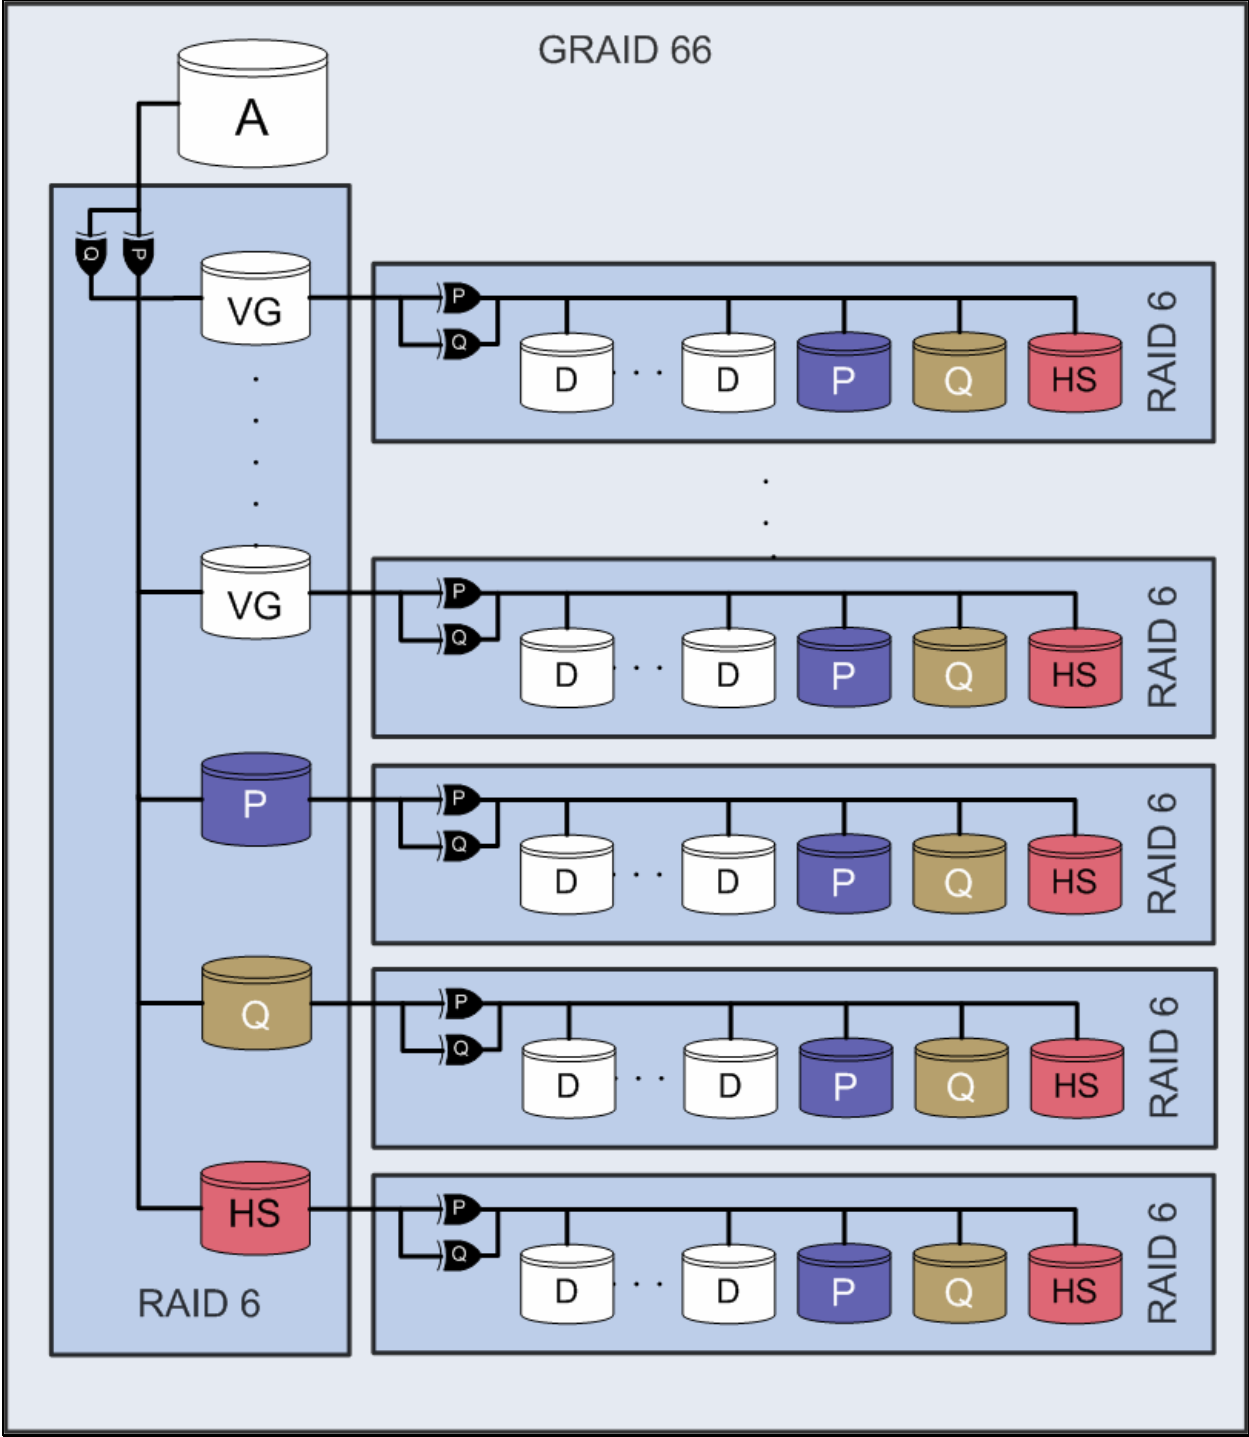 GRAID 66
A
Q P
VG
P
Q
D . . . D P Q HS
RAID 6
VG
P
Q
D . . . D P Q HS
RAID 6
P
P
Q
D . . . D P Q HS
RAID 6
Q
P
Q
D . . . D P Q HS
RAID 6
HS
P
Q
D . . . D P Q HS
RAID 6
RAID 6